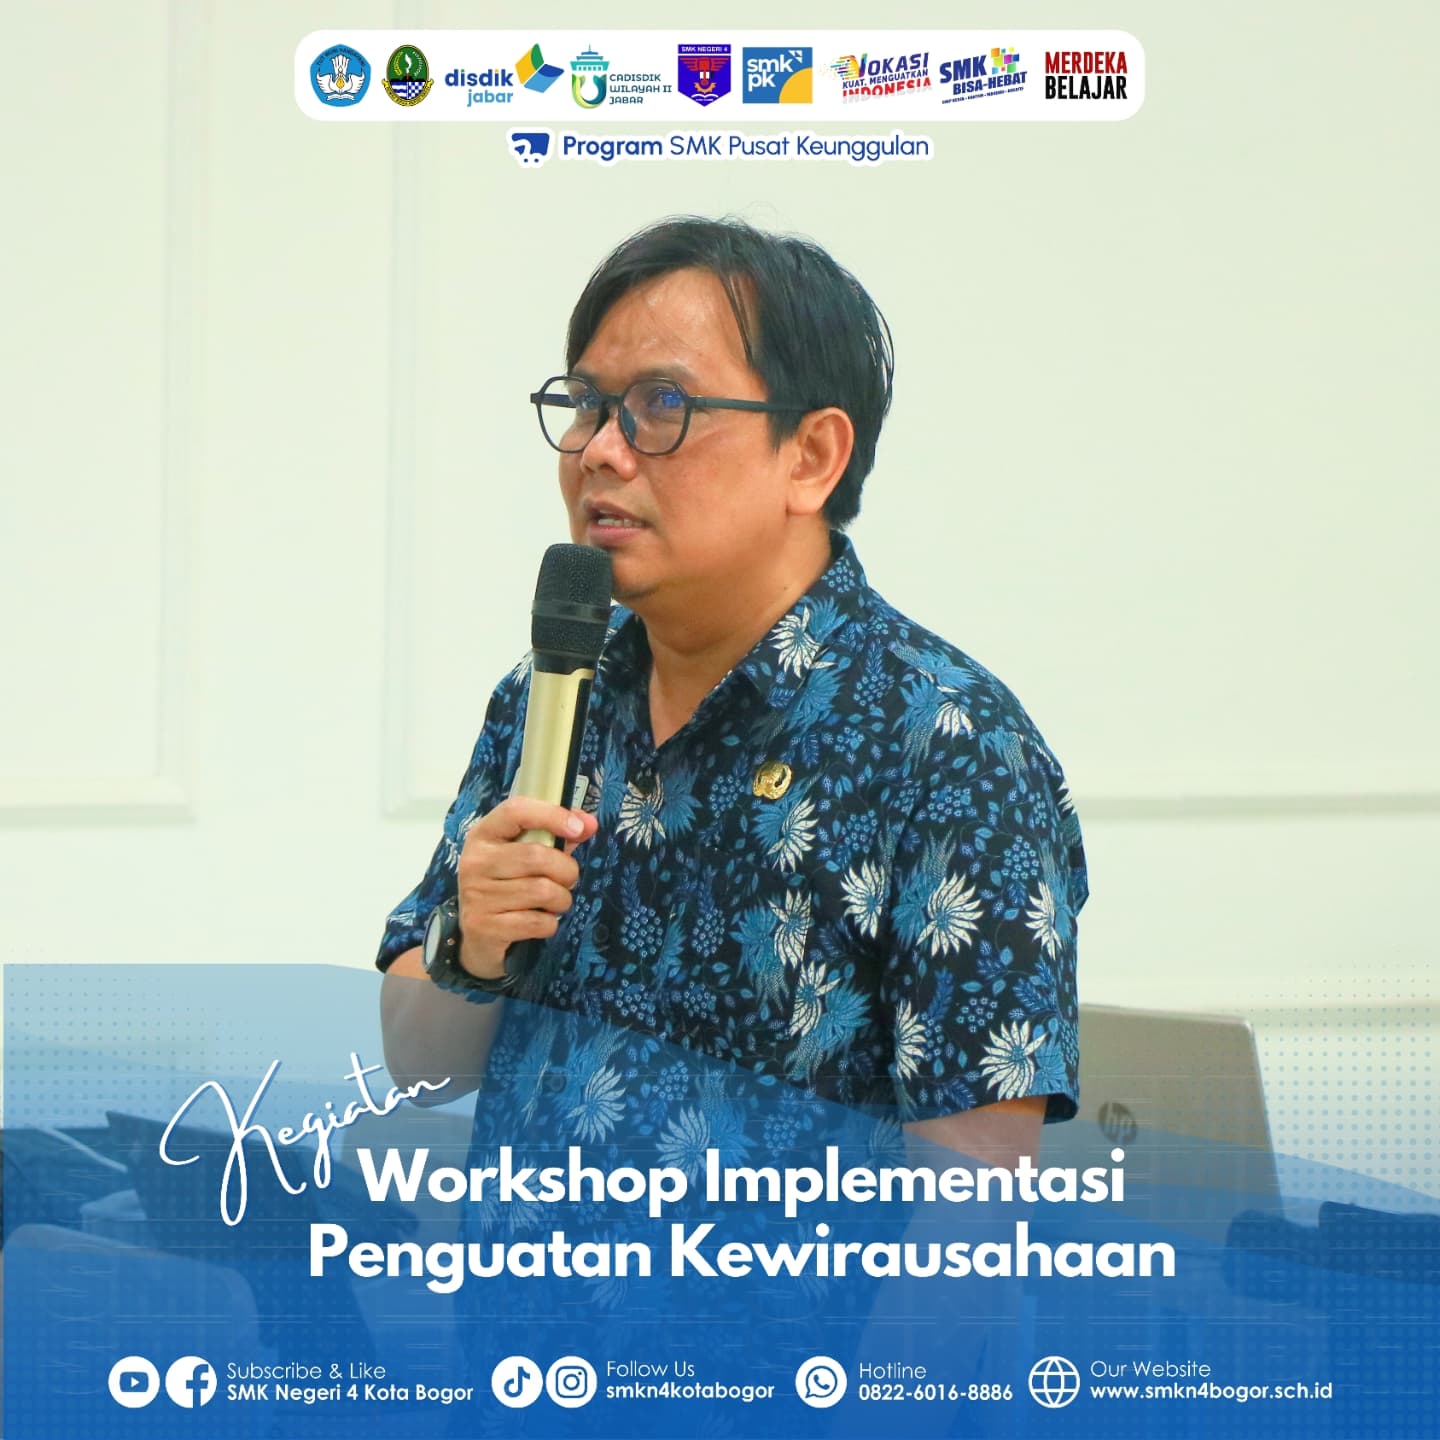 disdik
jabar
CADISDIK
WILAYAH II
JABAR
SMK NEGERI 4
smk
pk
VOKASI
KUAT, MENGUATKAN
INDONESIA
SMK
BISA-HEBAT
MERDEKA
BELAJAR
Program SMK Pusat Keunggulan
hp
Kegiatan
Workshop Implementasi
Penguatan Kewirausahaan
Subscribe & Like
SMK Negeri 4 Kota Bogor
Follow Us
smkn4kotabogor
Hotline
0822-6016-8886
Our Website
www.smkn4bogor.sch.id